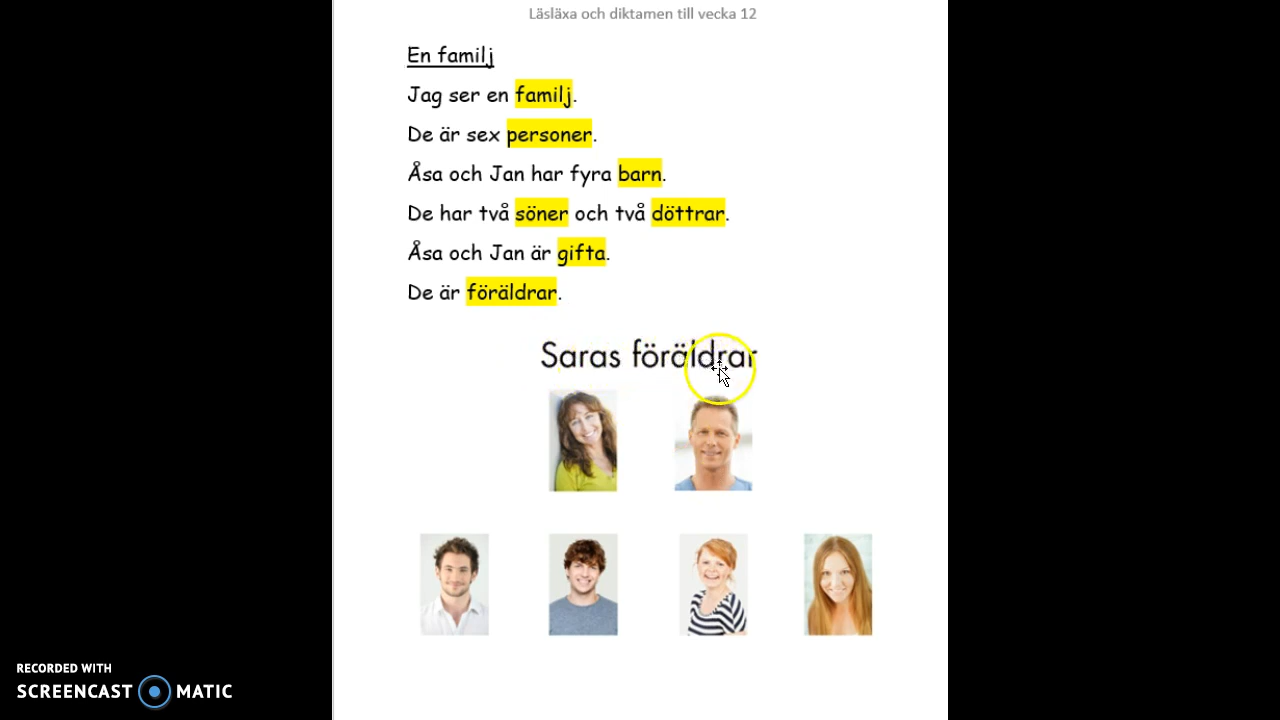 Läsläxa och diktamen till vecka 12
En familj
Jag ser en familj.
De är sex personer.
Åsa och Jan har fyra barn.
De har två söner och två döttrar.
Åsa och Jan är gifta.
De är föräldrar.
Saras föräldrar
RECORDED WITH
SCREENCAST MATIC